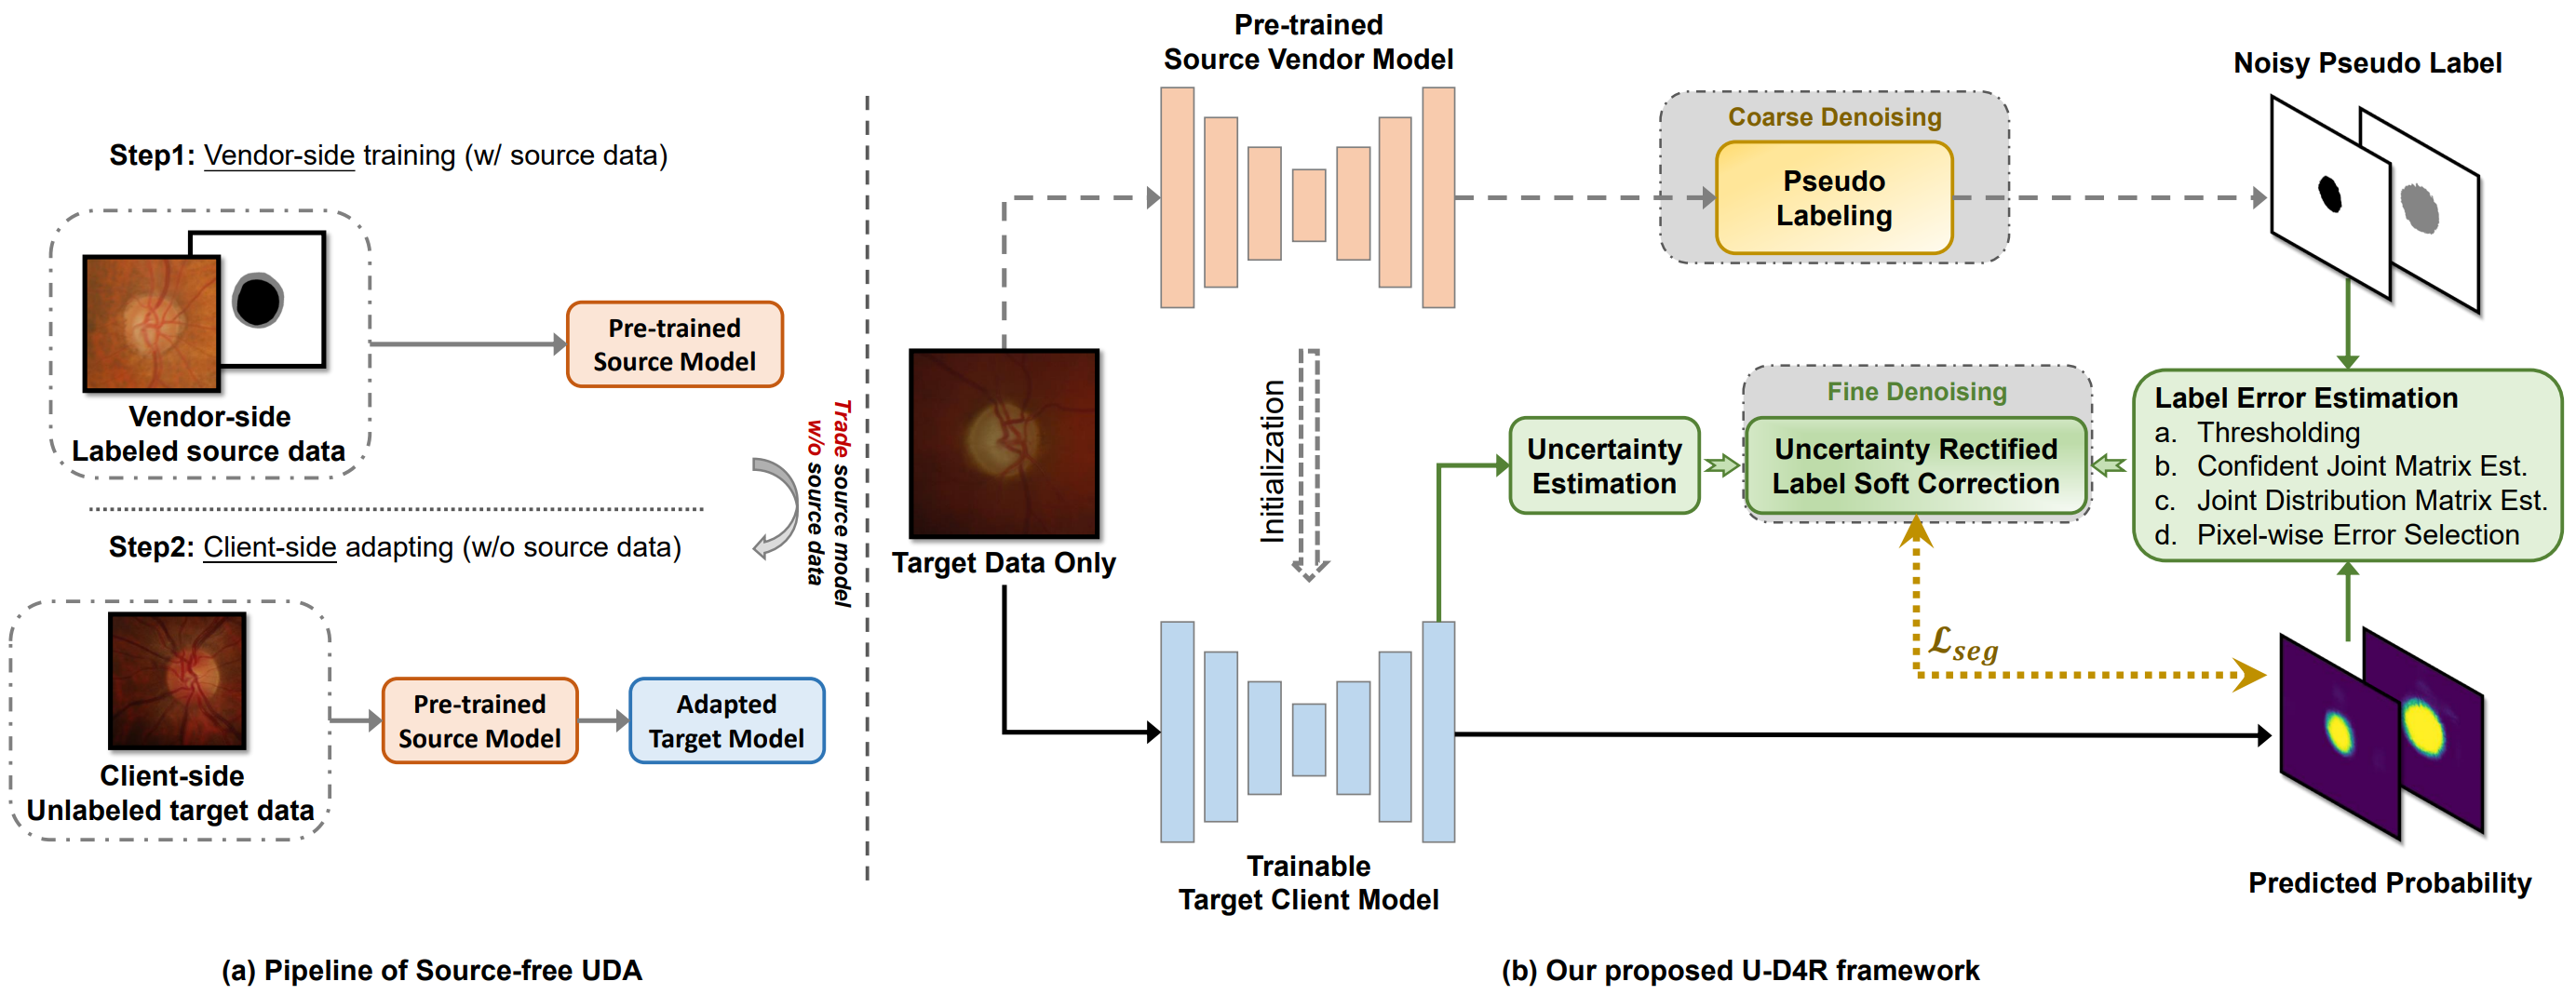 Step1: Vendor-side training (w/ source data)
Vendor-side
Labeled source data
Pre-trained
Source Model
Trade source model
w/o source data
Step2: Client-side adapting (w/o source data)
Client-side
Unlabeled target data
Pre-trained
Source Model
Adapted
Target Model
(a) Pipeline of Source-free UDA
Pre-trained
Source Vendor Model
Coarse Denoising
Pseudo
Labeling
Noisy Pseudo Label
Target Data Only
Initialization
Uncertainty
Estimation
Fine Denoising
Uncertainty Rectified
Label Soft Correction
Label Error Estimation
a. Thresholding
b. Confident Joint Matrix Est.
c. Joint Distribution Matrix Est.
d. Pixel-wise Error Selection
ℒseg
Trainable
Target Client Model
Predicted Probability
(b) Our proposed U-D4R framework